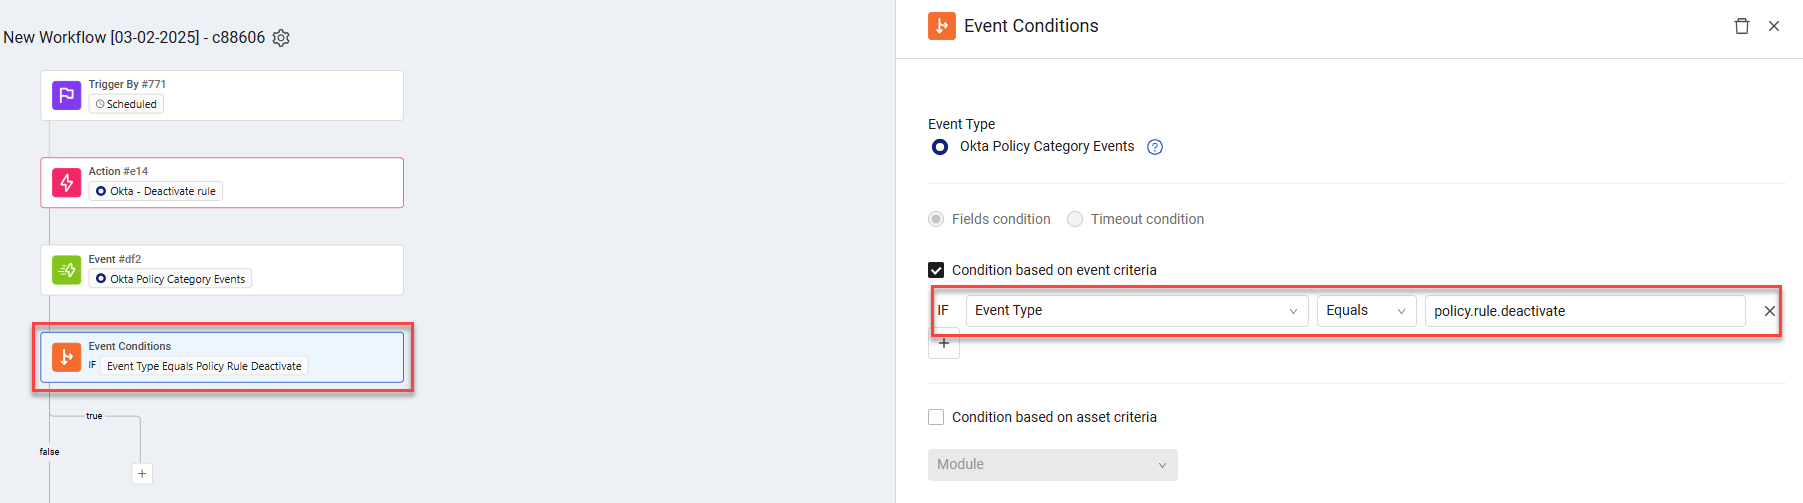 New Workflow [03-02-2025] - c88606
Trigger By #771
Scheduled
Action #e14
Okta - Deactivate rule
Event #df2
Okta Policy Category Events
Event Conditions
IF Event Type Equals Policy Rule Deactivate
true
false
Event Conditions
Event Type
Okta Policy Category Events
Fields condition Timeout condition
Condition based on event criteria
IF Event Type Equals policy.rule.deactivate
Condition based on asset criteria
Module